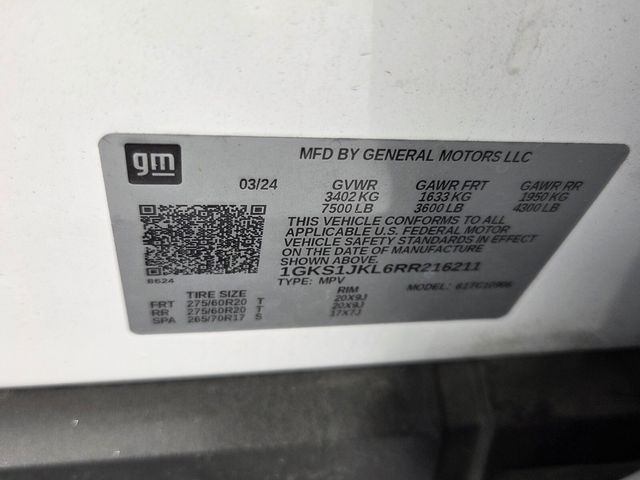 gm
MFD BY GENERAL MOTORS LLC
03/24 GVWR GAWR FRT GAWR RR
3402 KG 1633 KG 1950 KG
7500 LB 3600 LB 4300 LB
THIS VEHICLE CONFORMS TO ALL
APPLICABLE U.S. FEDERAL MOTOR
VEHICLE SAFETY STANDARDS IN EFFECT
ON THE DATE OF MANUFACTURE
SHOWN ABOVE.
1GKS1JKL6RR216211
8624
TYPE: MPV MODEL:
TIRE SIZE RIM
FRT 275/60R20 T 20X9J
RR 275/60R20 T 20X9J
SPA 265/70R17 S 17X7J